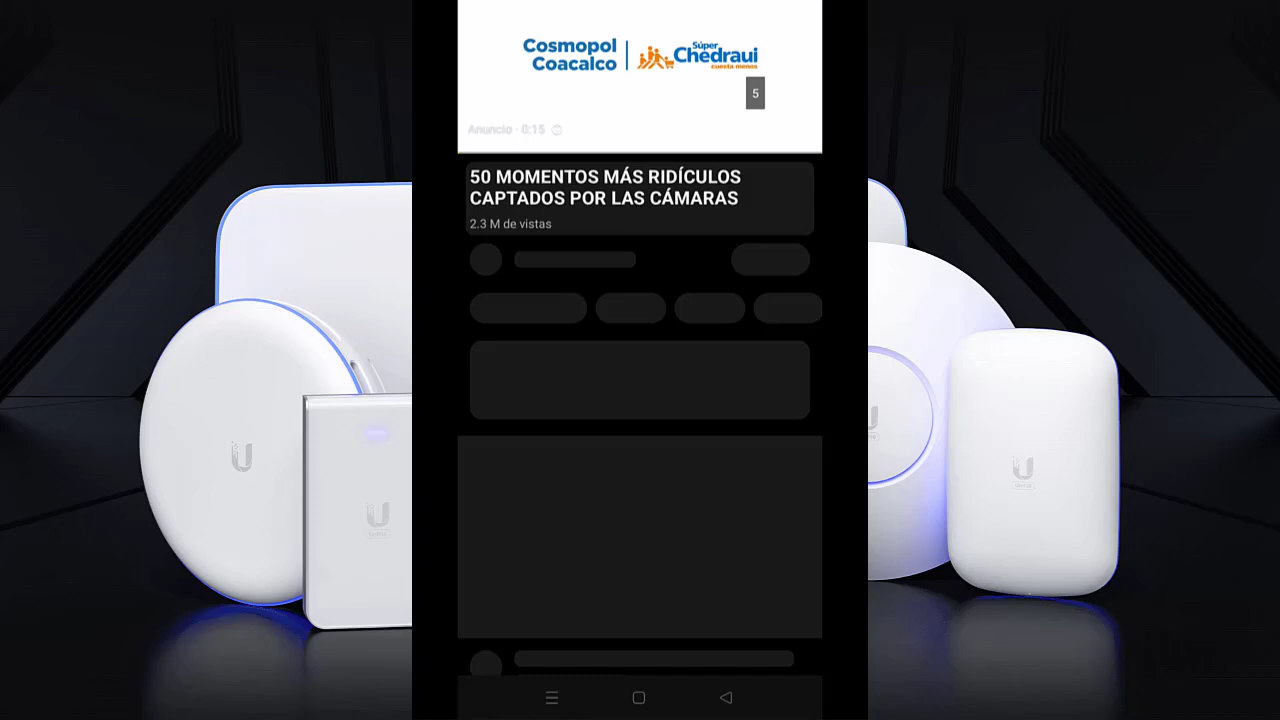 Cosmopol
Coacalco
Súper
Chedraui
cuesta menos
5
Anuncio · 0:15
50 MOMENTOS MÁS RIDÍCULOS
CAPTADOS POR LAS CÁMARAS
2.3 M de vistas